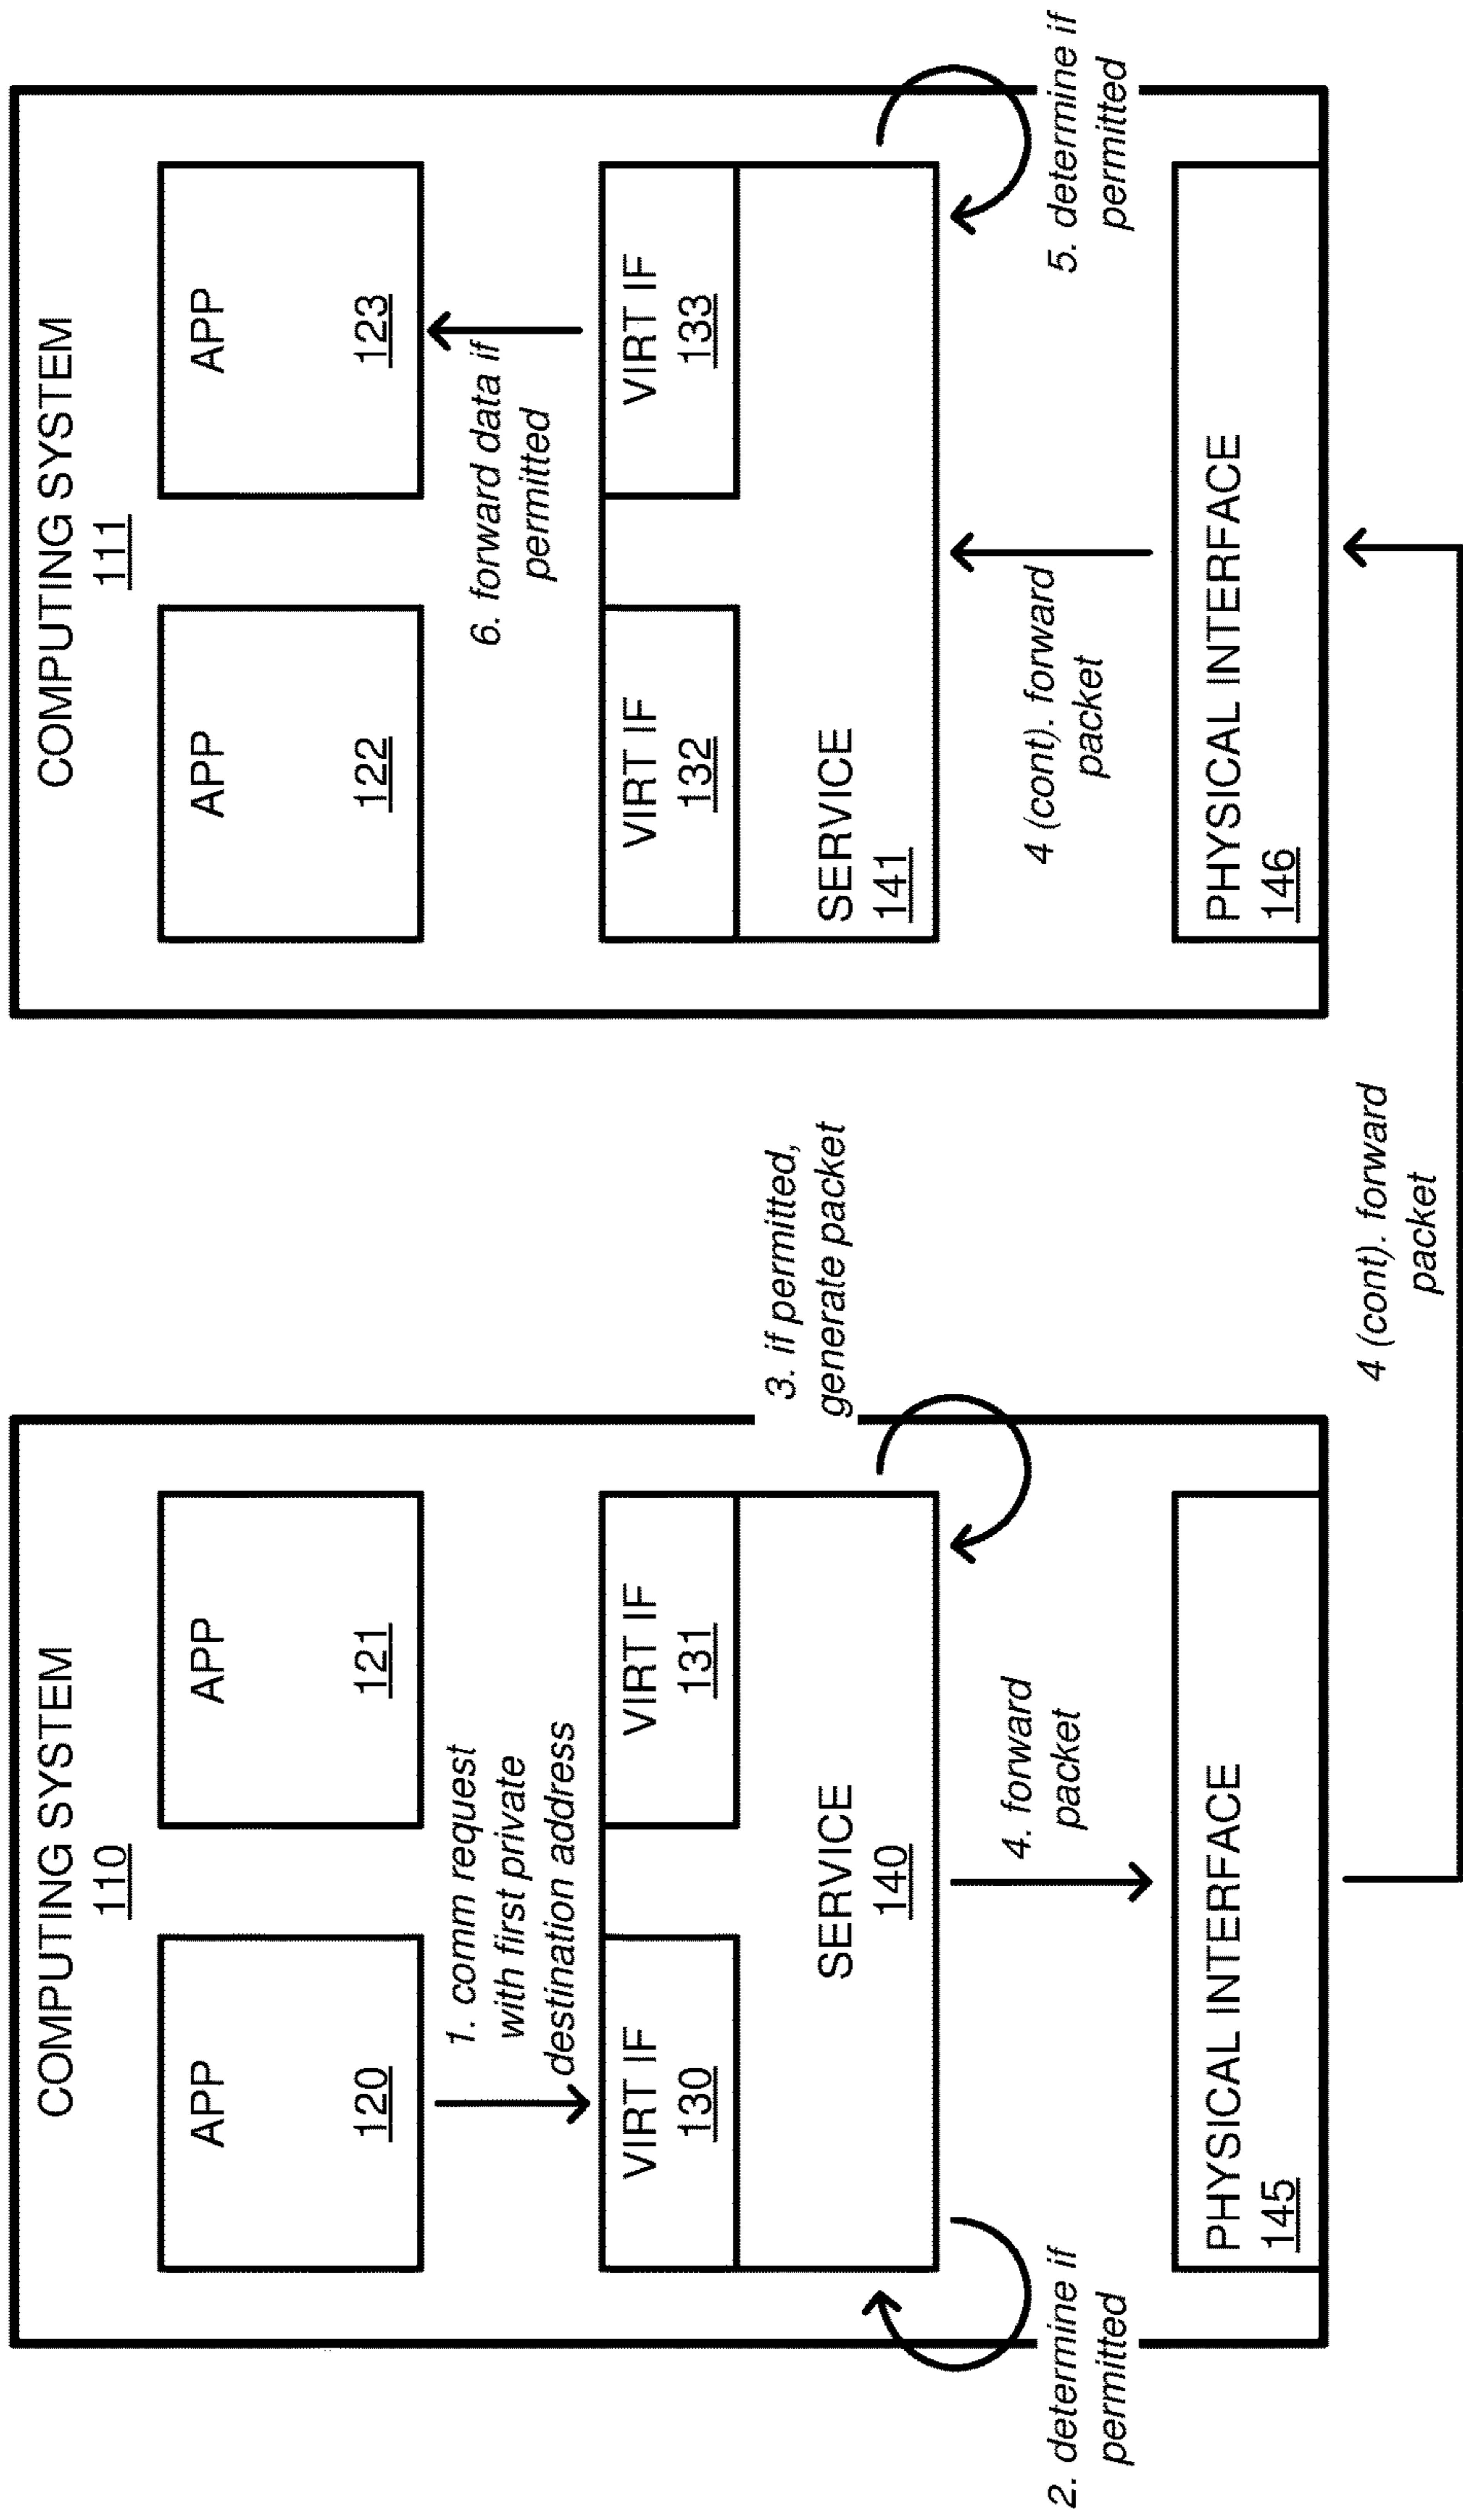 COMPUTING SYSTEM
110
APP
120
APP
121
1. comm request
with first private
destination address
VIRT IF
130
VIRT IF
131
SERVICE
140
2. determine if
permitted
3. if permitted,
generate packet
4. forward
packet
PHYSICAL INTERFACE
145
4 (cont). forward
packet
COMPUTING SYSTEM
111
APP
122
APP
123
6. forward data if
permitted
VIRT IF
132
VIRT IF
133
SERVICE
141
5. determine if
permitted
4 (cont). forward
packet
PHYSICAL INTERFACE
146